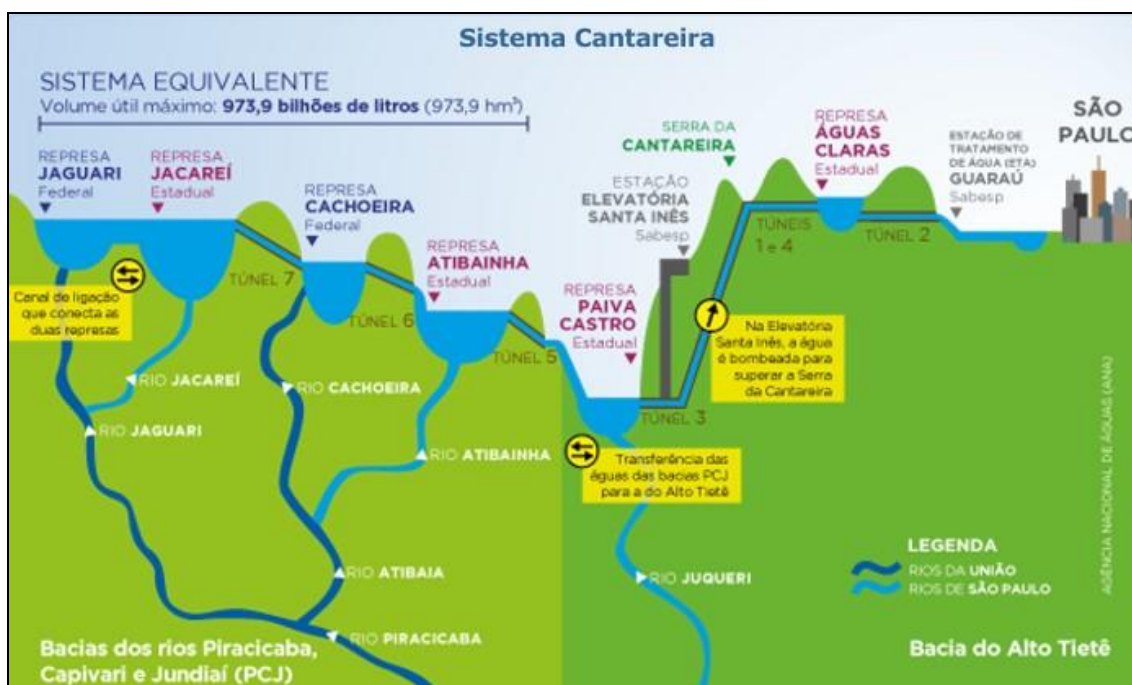 Sistema Cantareira
SISTEMA EQUIVALENTE
Volume útil máximo: 973,9 bilhões de litros (973,9 hm³)
REPRESA
JAGUARI
Federal
REPRESA
JACAREÍ
Estadual
REPRESA
CACHOEIRA
Federal
REPRESA
ATIBAINHA
Estadual
REPRESA
PAIVA
CASTRO
Estadual
ESTAÇÃO
ELEVATÓRIA
SANTA INÊS
Sabesp
SERRA DA
CANTAREIRA
REPRESA
ÁGUAS
CLARAS
Estadual
ESTAÇÃO DE
TRATAMENTO
DE ÁGUA (ETA)
GUARAÚ
Sabesp
SÃO
PAULO
TÚNEL 7
TÚNEL 6
TÚNEL 5
TÚNEL 3
TÚNEIS
1 e 4
TÚNEL 2
Canal de ligação
que conecta as
duas represas
Na Elevatória
Santa Inês, a água
é bombeada para
superar a Serra
da Cantareira
Transferência das
águas das bacias PCJ
para a do Alto Tietê
RIO JACAREÍ
RIO JAGUARI
RIO CACHOEIRA
RIO ATIBAINHA
RIO ATIBAIA
RIO PIRACICABA
RIO JUQUERI
LEGENDA
RIOS DA UNIÃO
RIOS DE SÃO PAULO
AGÊNCIA NACIONAL DE ÁGUAS (ANA)
Bacias dos rios Piracicaba,
Capivari e Jundiaí (PCJ)
Bacia do Alto Tietê